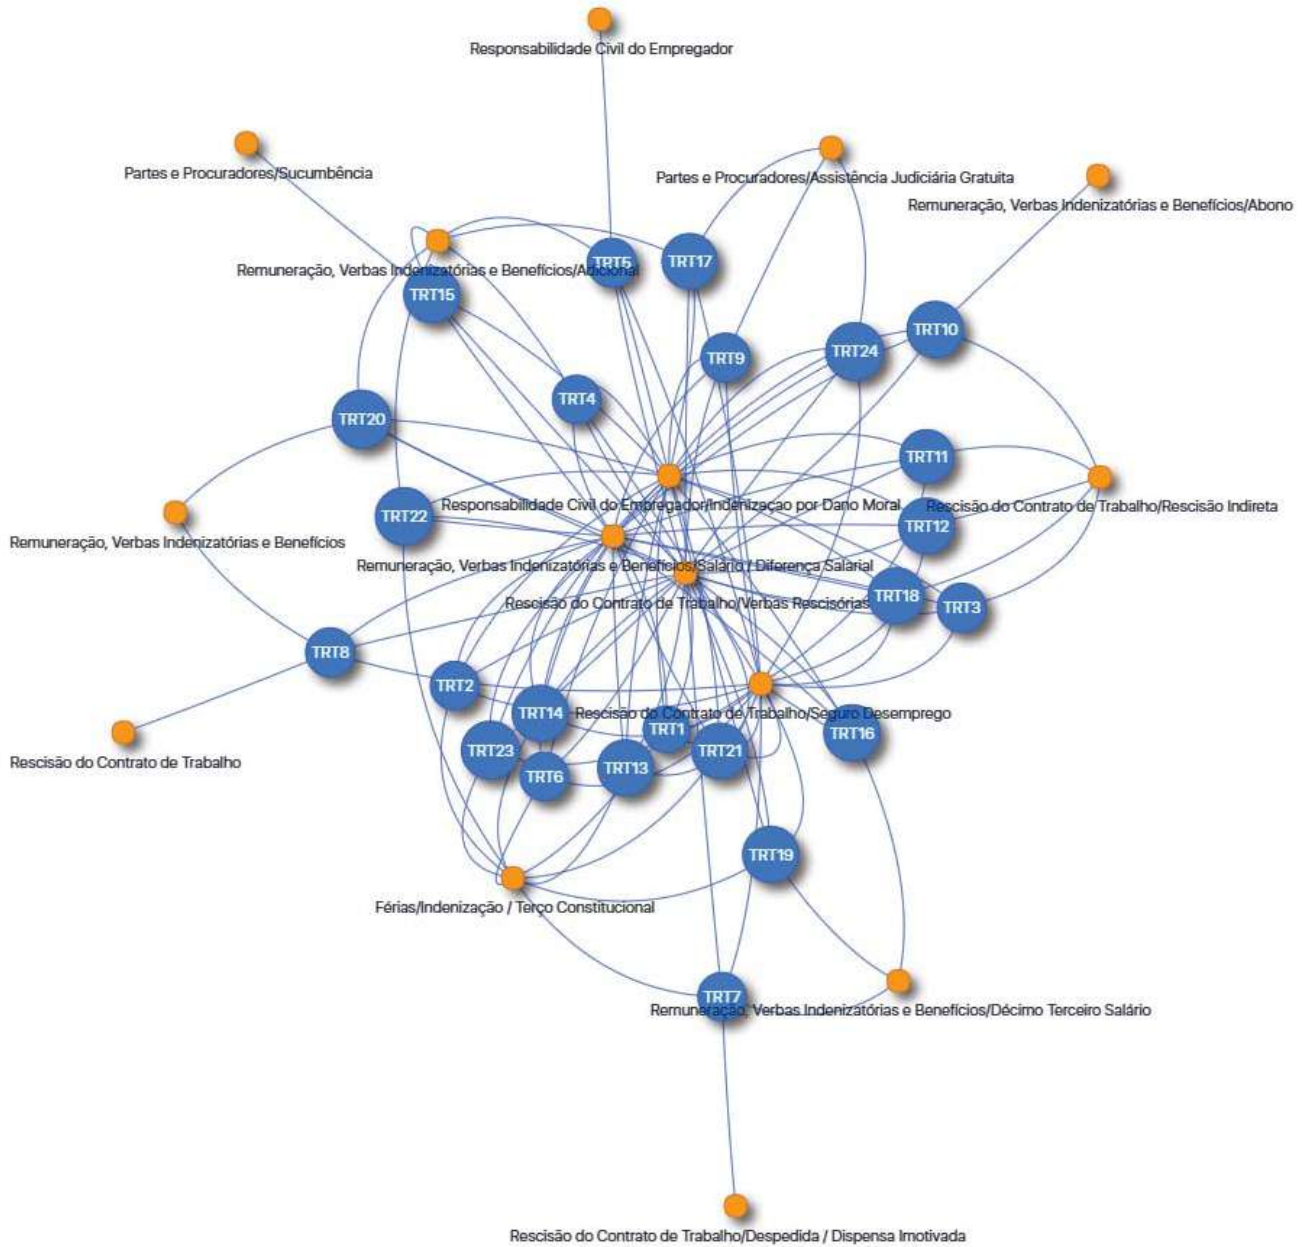 Responsabilidade Civil do Empregador
Partes e Procuradores/Sucumbência
Partes e Procuradores/Assistência Judiciária Gratuita
Remuneração, Verbas Indenizatórias e Benefícios/Abono
TRT5
TRT17
Remuneração, Verbas Indenizatórias e Benefícios/Adicional
TRT15
TRT10
TRT24
TRT9
TRT4
TRT20
TRT11
Responsabilidade Civil do Empregador/Indenização por Dano Moral
Rescisão do Contrato de Trabalho/Rescisão Indireta
TRT22
TRT12
Remuneração, Verbas Indenizatórias e Benefícios
Remuneração, Verbas Indenizatórias e Benefícios/Salário / Diferença Salarial
TRT18
Rescisão do Contrato de Trabalho/Verbas Rescisórias
TRT3
TRT8
TRT2
TRT14
Rescisão do Contrato de Trabalho/Seguro Desemprego
TRT1
TRT16
TRT23
TRT21
Rescisão do Contrato de Trabalho
TRT13
TRT6
TRT19
Férias/Indenização / Terço Constitucional
TRT7
Remuneração, Verbas Indenizatórias e Benefícios/Décimo Terceiro Salário
Rescisão do Contrato de Trabalho/Despedida / Dispensa Imotivada